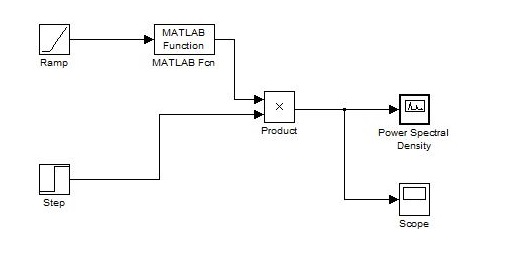 MATLAB
Function
Ramp
MATLAB Fcn
×
Product
Power Spectral
Density
Step
Scope